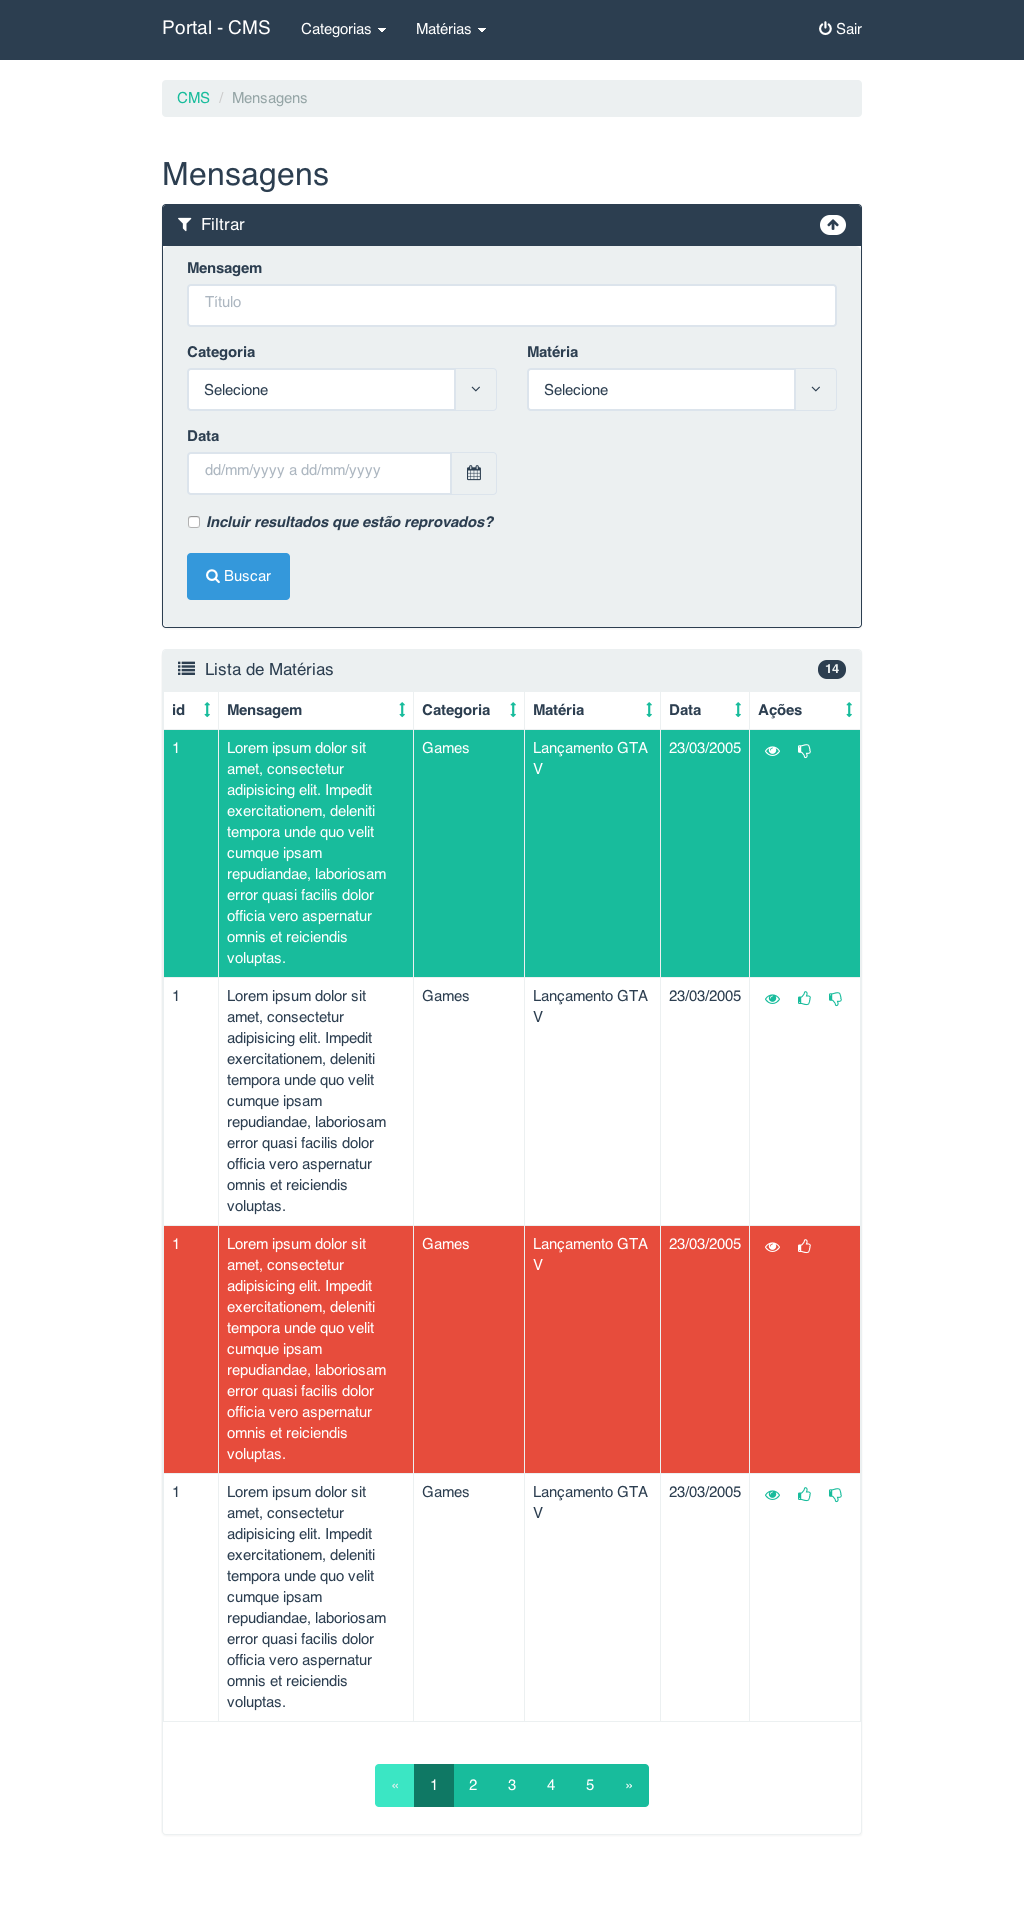 Portal - CMS Categorias Matérias Sair
CMS / Mensagens
Mensagens
Filtrar
Mensagem
Título
Categoria Matéria
Selecione Selecione
Data
dd/mm/yyyy a dd/mm/yyyy
Incluir resultados que estão reprovados?
Buscar
Lista de Matérias 14
id Mensagem Categoria Matéria Data Ações
1 Lorem ipsum dolor sit Games Lançamento GTA 23/03/2005
amet, consectetur V
adipisicing elit. Impedit
exercitationem, deleniti
tempora unde quo velit
cumque ipsam
repudiandae, laboriosam
error quasi facilis dolor
officia vero aspernatur
omnis et reiciendis
voluptas.
1 Lorem ipsum dolor sit Games Lançamento GTA 23/03/2005
amet, consectetur V
adipisicing elit. Impedit
exercitationem, deleniti
tempora unde quo velit
cumque ipsam
repudiandae, laboriosam
error quasi facilis dolor
officia vero aspernatur
omnis et reiciendis
voluptas.
1 Lorem ipsum dolor sit Games Lançamento GTA 23/03/2005
amet, consectetur V
adipisicing elit. Impedit
exercitationem, deleniti
tempora unde quo velit
cumque ipsam
repudiandae, laboriosam
error quasi facilis dolor
officia vero aspernatur
omnis et reiciendis
voluptas.
1 Lorem ipsum dolor sit Games Lançamento GTA 23/03/2005
amet, consectetur V
adipisicing elit. Impedit
exercitationem, deleniti
tempora unde quo velit
cumque ipsam
repudiandae, laboriosam
error quasi facilis dolor
officia vero aspernatur
omnis et reiciendis
voluptas.
« 1 2 3 4 5 »